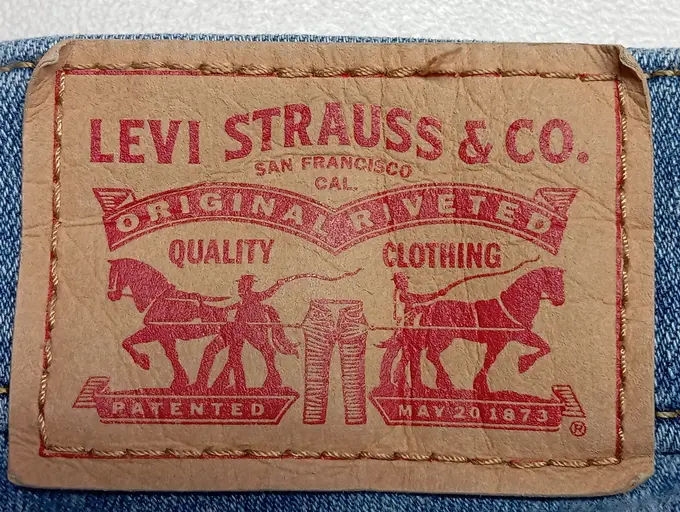 LEVI STRAUSS & CO.
SAN FRANCISCO
CAL.
ORIGINAL RIVETED
QUALITY CLOTHING
PATENTED MAY 20 1873
®